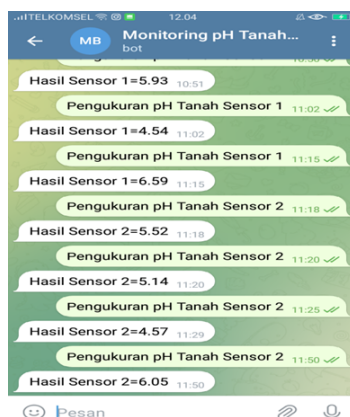 TELKOMSEL 12.04
MB Monitoring pH Tanah...
bot
Hasil Sensor 1=5.93 10:51
Pengukuran pH Tanah Sensor 1 11:02
Hasil Sensor 1=4.54 11:02
Pengukuran pH Tanah Sensor 1 11:15
Hasil Sensor 1=6.59 11:15
Pengukuran pH Tanah Sensor 2 11:18
Hasil Sensor 2=5.52 11:18
Pengukuran pH Tanah Sensor 2 11:20
Hasil Sensor 2=5.14 11:20
Pengukuran pH Tanah Sensor 2 11:25
Hasil Sensor 2=4.57 11:29
Pengukuran pH Tanah Sensor 2 11:50
Hasil Sensor 2=6.05 11:50
Pesan